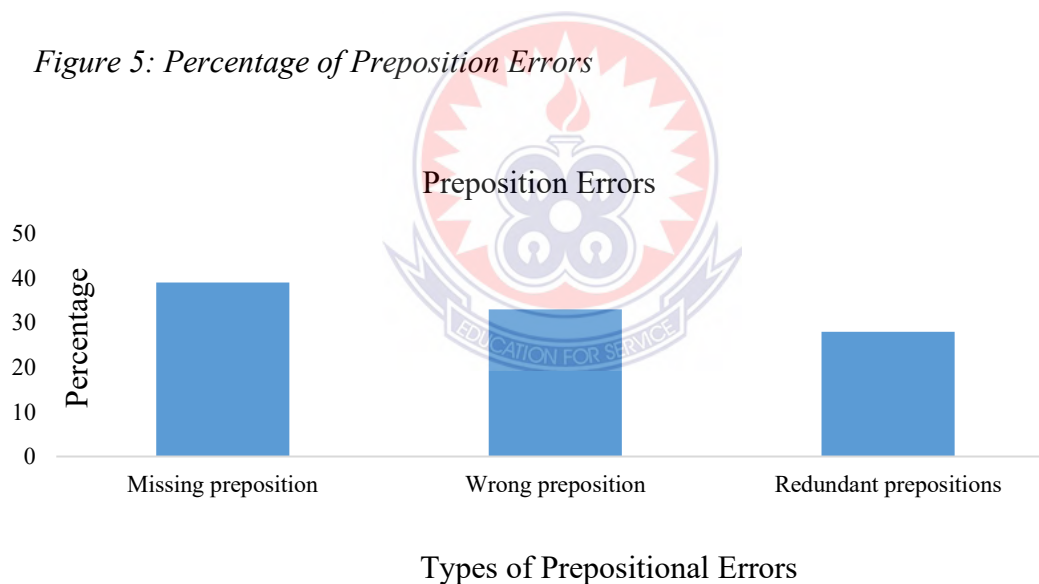 Figure 5: Percentage of Preposition Errors
Preposition Errors
50
40
30
20
10
0
Percentage
Missing preposition
Wrong preposition
Redundant prepositions
Types of Prepositional Errors
EDUCATION FOR SERVICE